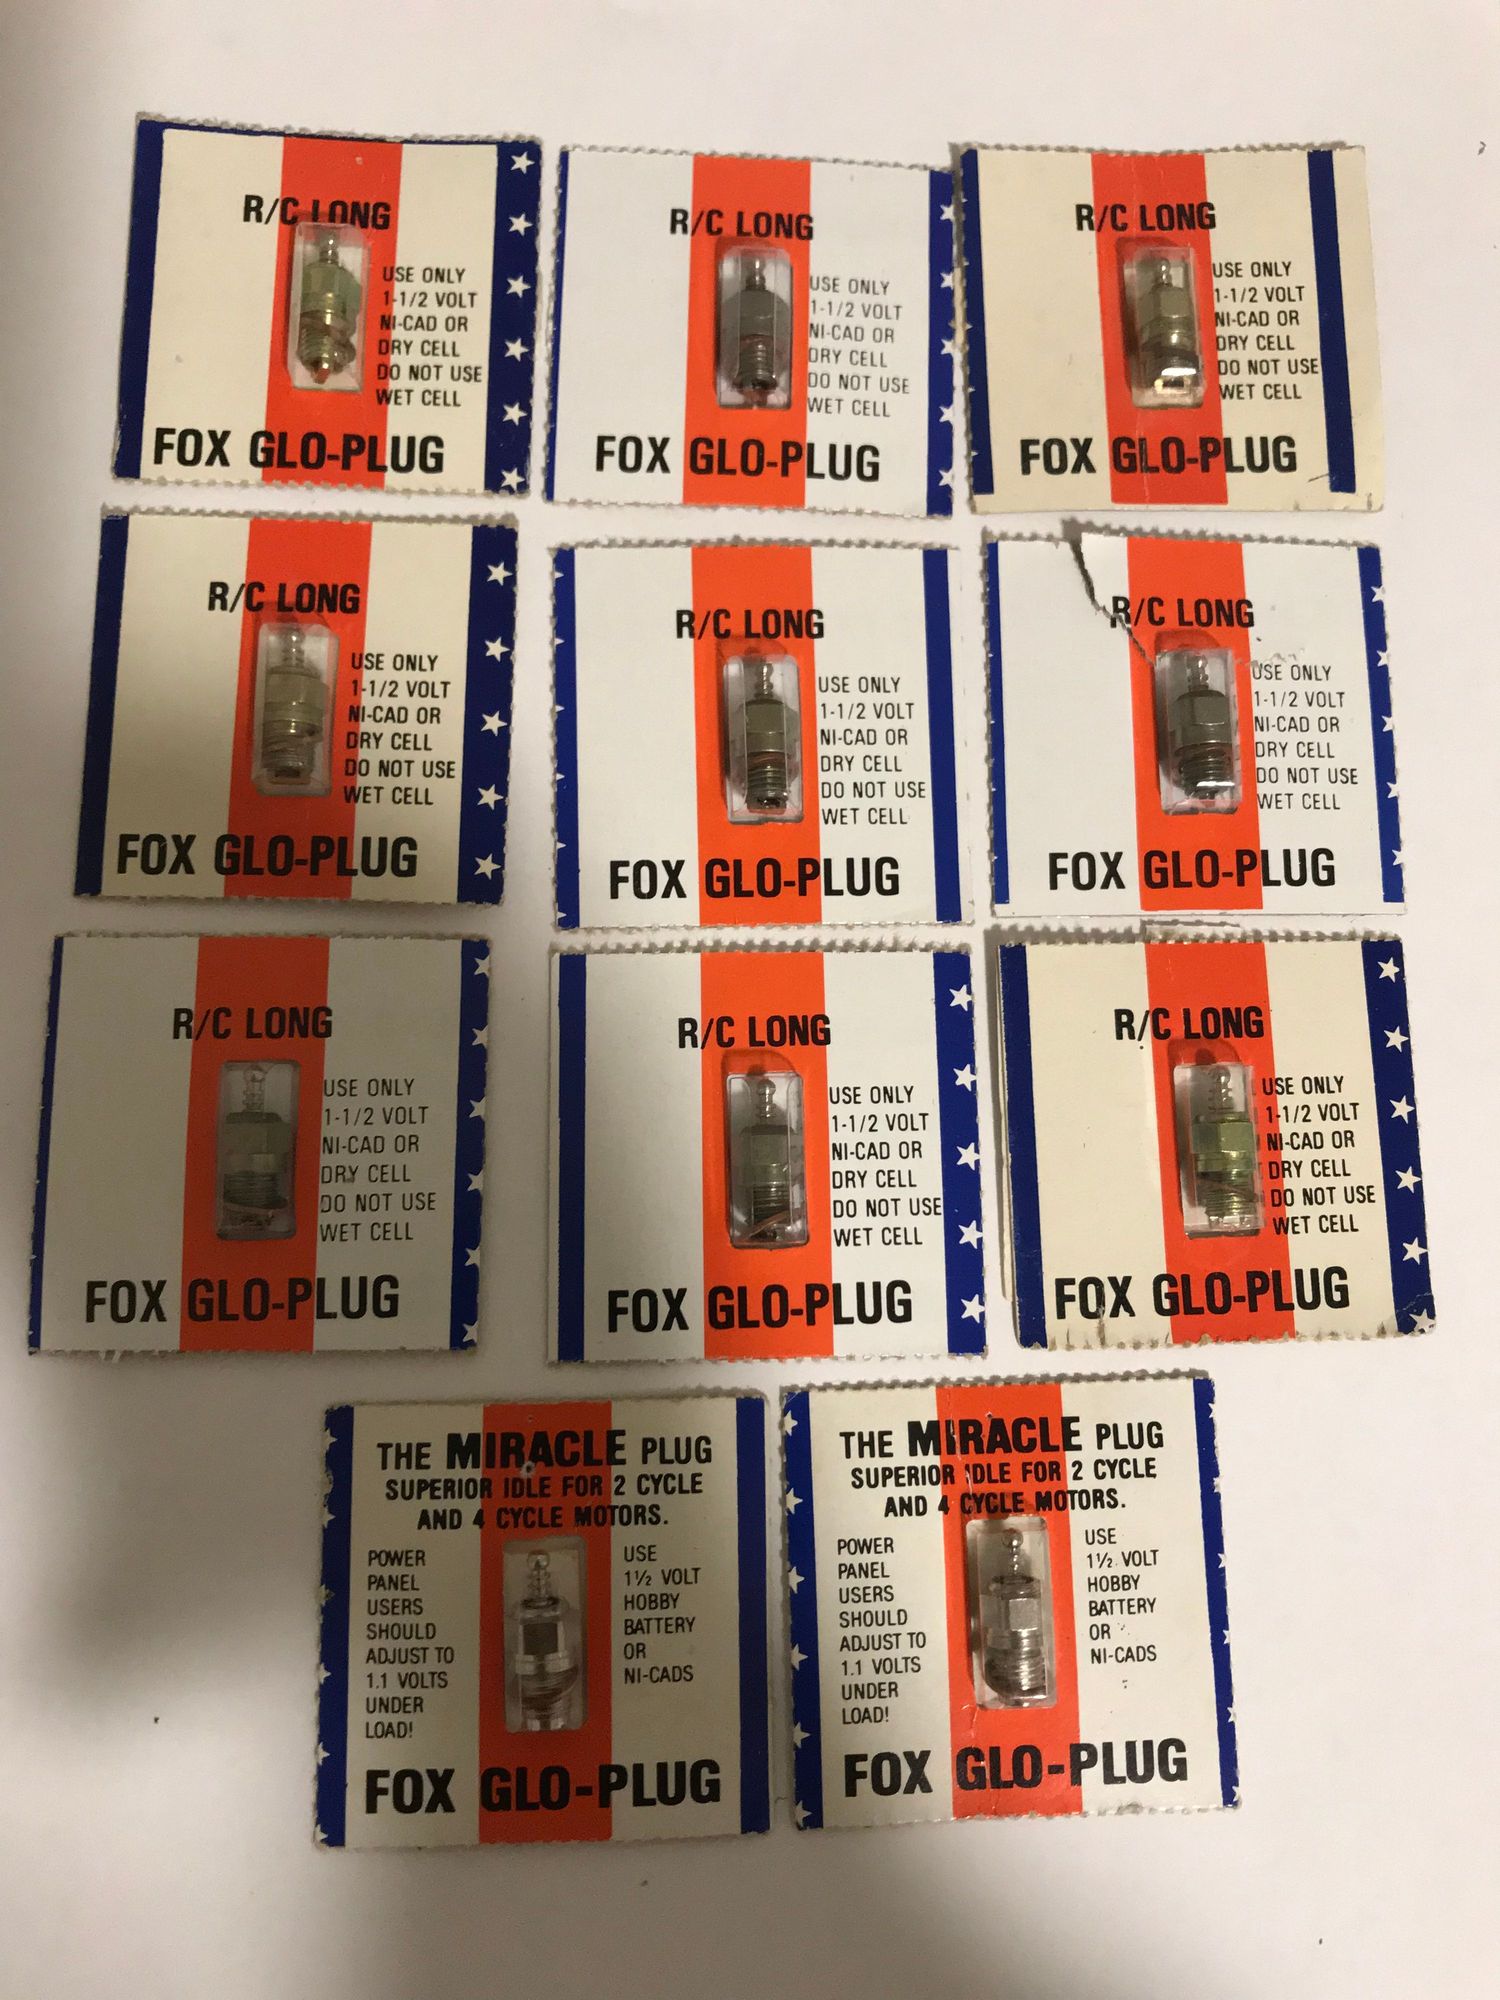 R/C LONG
USE ONLY
1-1/2 VOLT
NI-CAD OR
DRY CELL
DO NOT USE
WET CELL
FOX GLO-PLUG
R/C LONG
USE ONLY
1-1/2 VOLT
NI-CAD OR
DRY CELL
DO NOT USE
WET CELL
FOX GLO-PLUG
R/C LONG
USE ONLY
1-1/2 VOLT
NI-CAD OR
DRY CELL
DO NOT USE
WET CELL
FOX GLO-PLUG
R/C LONG
USE ONLY
1-1/2 VOLT
NI-CAD OR
DRY CELL
DO NOT USE
WET CELL
FOX GLO-PLUG
R/C LONG
USE ONLY
1-1/2 VOLT
NI-CAD OR
DRY CELL
DO NOT USE
WET CELL
FOX GLO-PLUG
R/C LONG
USE ONLY
1-1/2 VOLT
NI-CAD OR
DRY CELL
DO NOT USE
WET CELL
FOX GLO-PLUG
R/C LONG
USE ONLY
1-1/2 VOLT
NI-CAD OR
DRY CELL
DO NOT USE
WET CELL
FOX GLO-PLUG
R/C LONG
USE ONLY
1-1/2 VOLT
NI-CAD OR
DRY CELL
DO NOT USE
WET CELL
FOX GLO-PLUG
R/C LONG
USE ONLY
1-1/2 VOLT
NI-CAD OR
DRY CELL
DO NOT USE
WET CELL
FOX GLO-PLUG
THE MIRACLE PLUG
SUPERIOR IDLE FOR 2 CYCLE
AND 4 CYCLE MOTORS.
POWER
PANEL
USERS
SHOULD
ADJUST TO
1.1 VOLTS
UNDER
LOAD!
USE
1½ VOLT
HOBBY
BATTERY
OR
NI-CADS
FOX GLO-PLUG
THE MIRACLE PLUG
SUPERIOR IDLE FOR 2 CYCLE
AND 4 CYCLE MOTORS.
POWER
PANEL
USERS
SHOULD
ADJUST TO
1.1 VOLTS
UNDER
LOAD!
USE
1½ VOLT
HOBBY
BATTERY
OR
NI-CADS
FOX GLO-PLUG